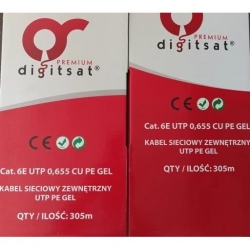 PREMIUM
digitsat®
CE
Cat. 6E UTP 0,655 CU PE GEL
KABEL SIECIOWY ZEWNĘTRZNY
UTP PE GEL
QTY / ILOŚĆ: 305m
PREMIUM
digitsat®
CE
Cat. 6E UTP 0,655 CU PE GEL
KABEL SIECIOWY ZEWNĘTRZNY
UTP PE GEL
QTY / ILOŚĆ: 305m